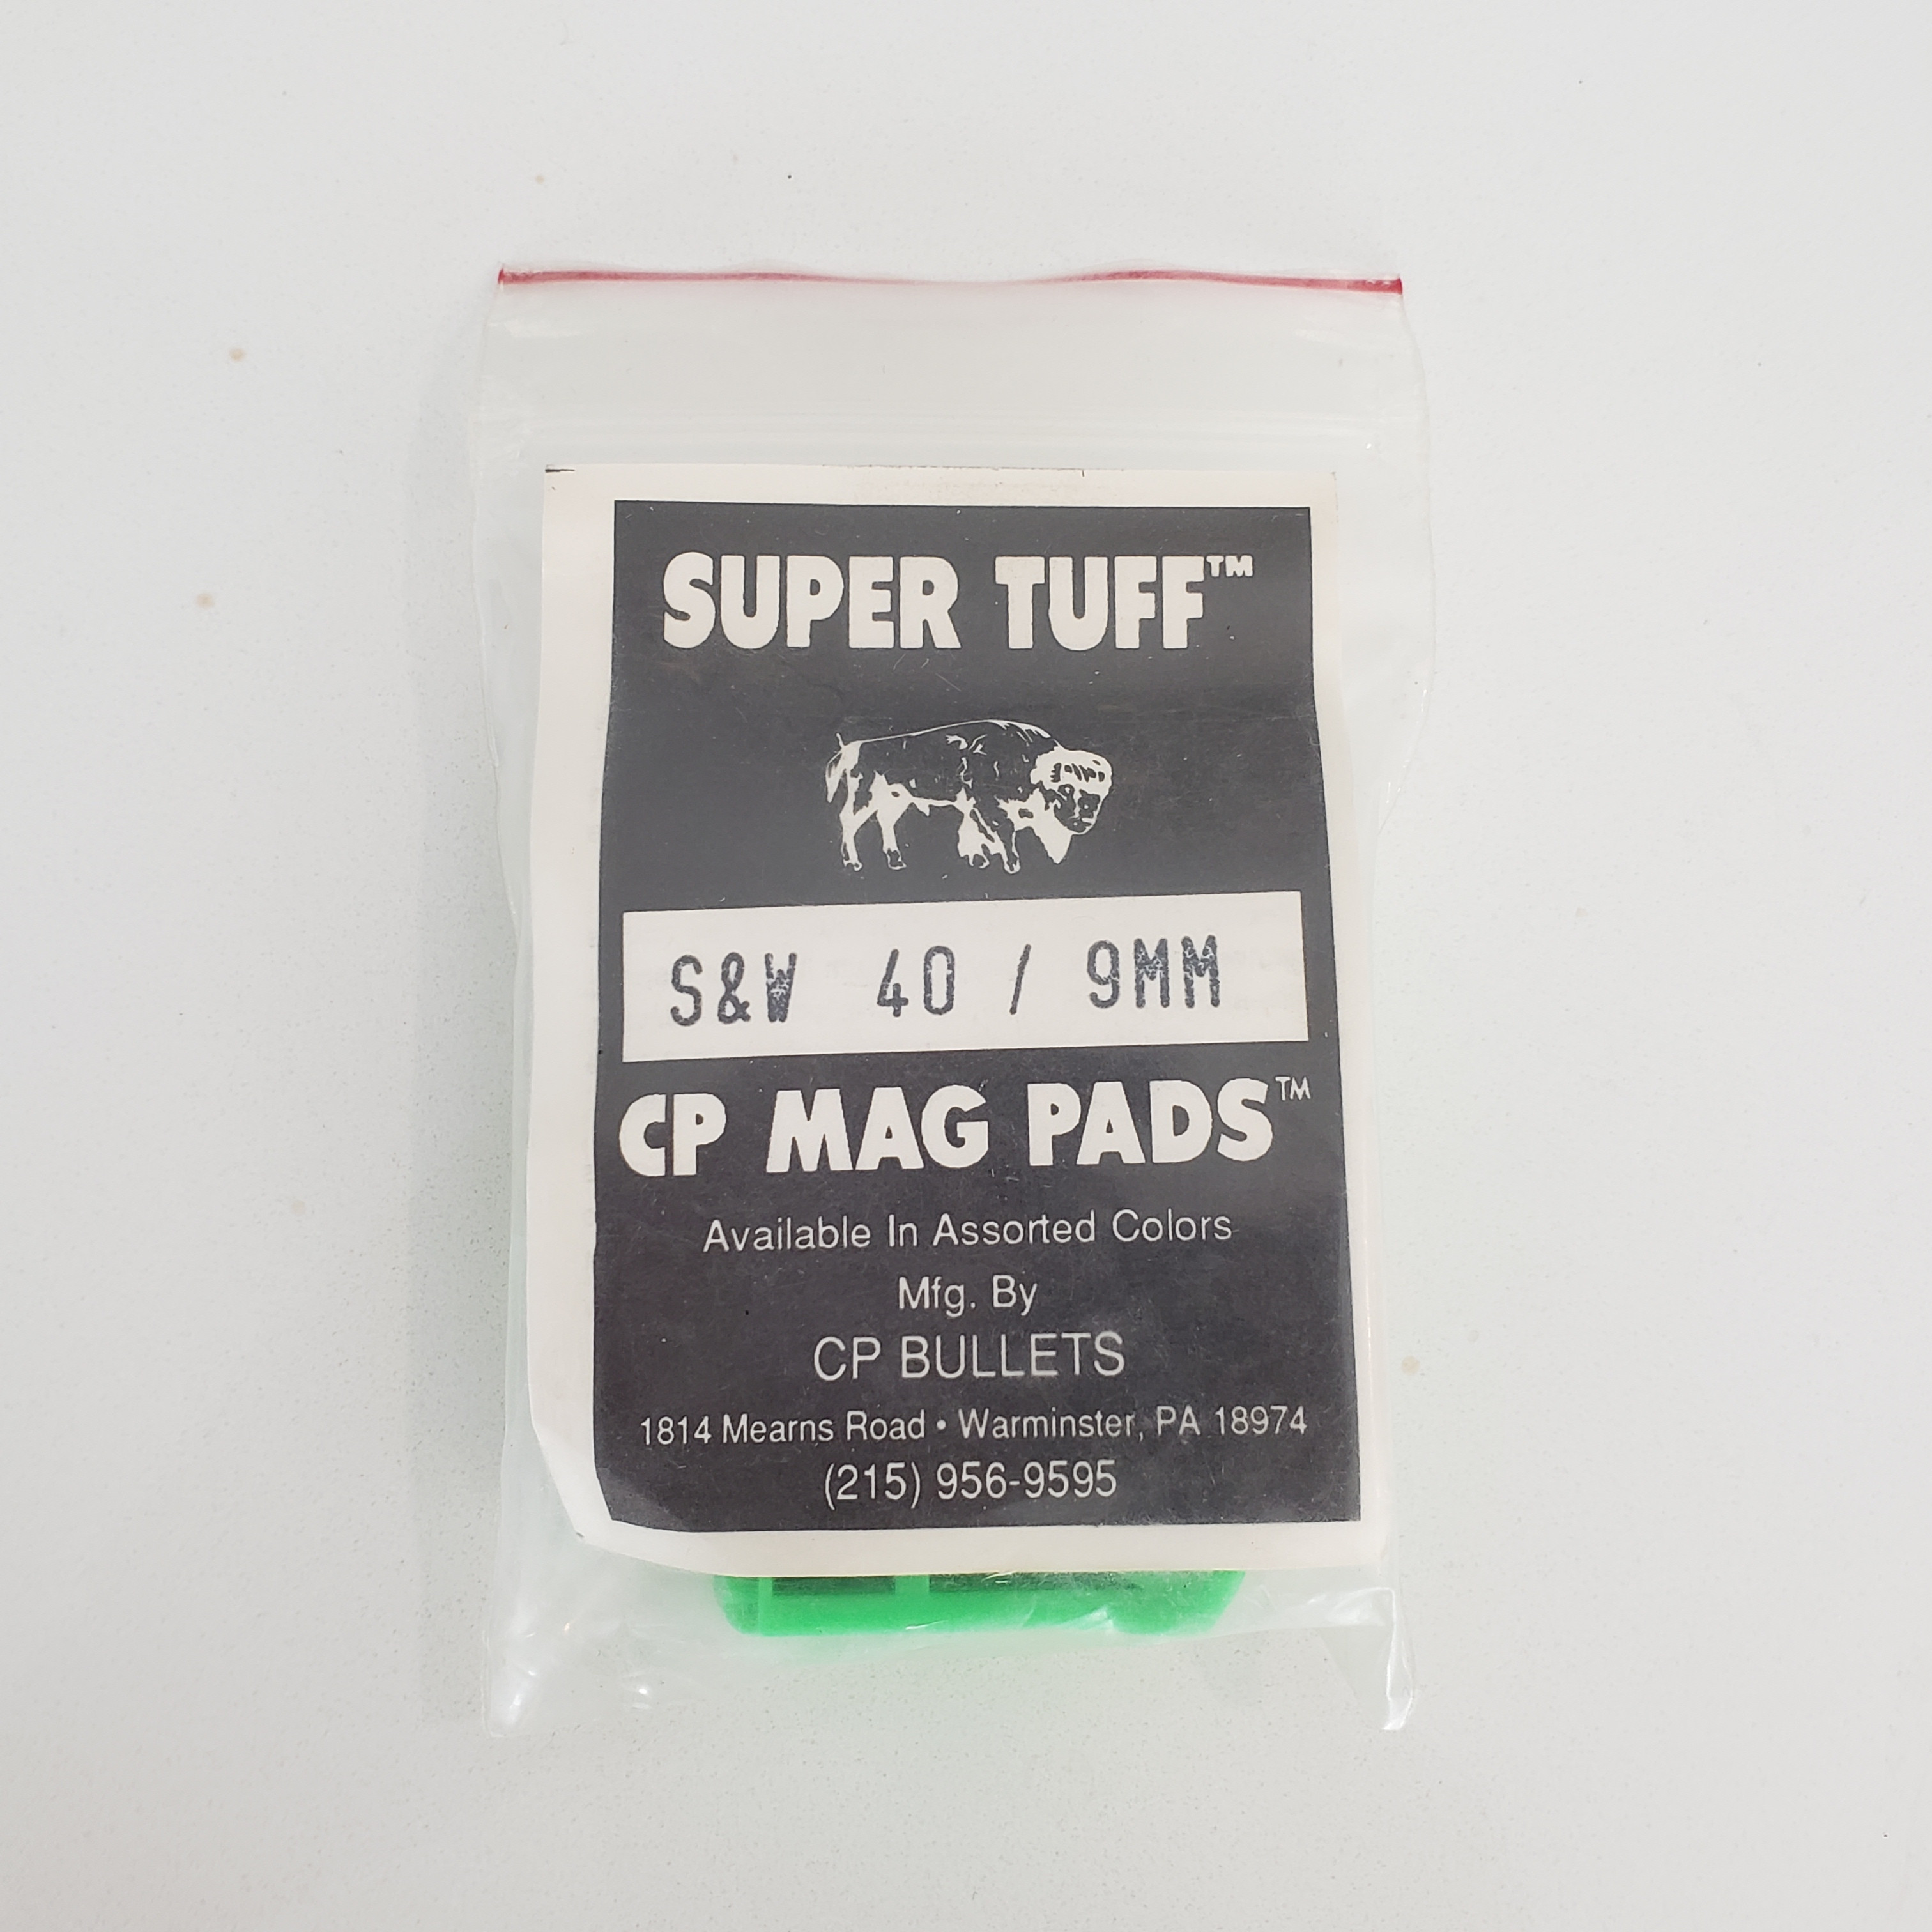 SUPER TUFF™
S&W 40 / 9MM
CP MAG PADS™
Available In Assorted Colors
Mfg. By
CP BULLETS
1814 Mearns Road • Warminster, PA 18974
(215) 956-9595